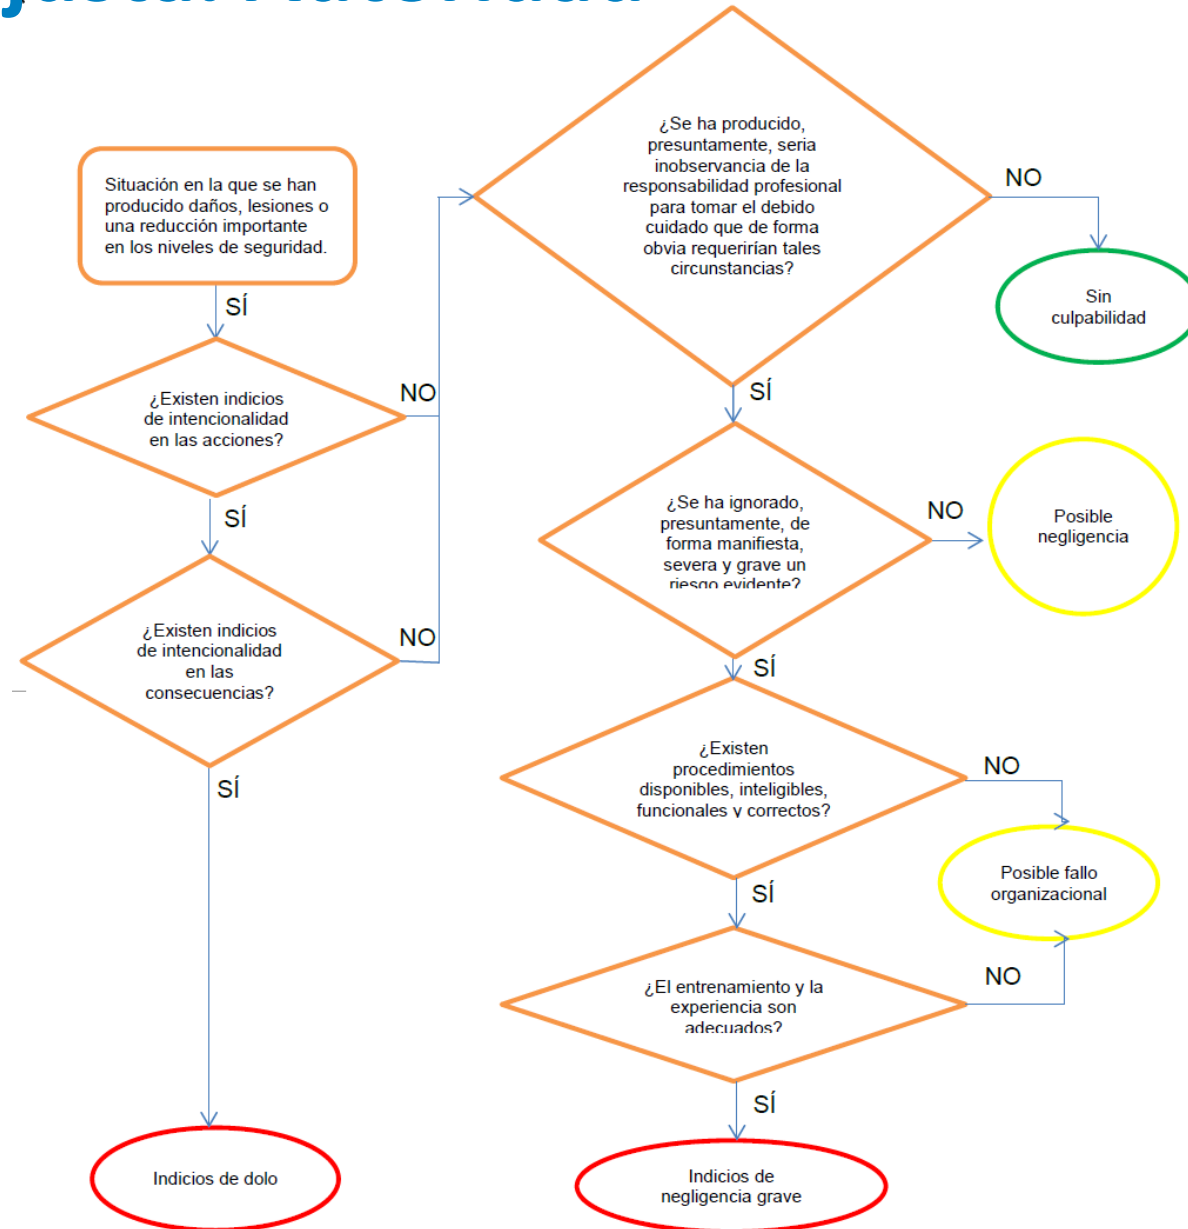 Situación en la que se han
producido daños, lesiones o
una reducción importante
en los niveles de seguridad.
SÍ
¿Existen indicios
de intencionalidad
en las acciones?
NO
SÍ
¿Existen indicios
de intencionalidad
en las
consecuencias?
NO
SÍ
Indicios de dolo
¿Se ha producido,
presuntamente, seria
inobservancia de la
responsabilidad profesional
para tomar el debido
cuidado que de forma
obvia requerirían tales
circunstancias?
NO
Sin
culpabilidad
SÍ
¿Se ha ignorado,
presuntamente, de
forma manifiesta,
severa y grave un
riesgo evidente?
NO
Posible
negligencia
SÍ
¿Existen
procedimientos
disponibles, inteligibles,
funcionales y correctos?
NO
Posible fallo
organizacional
SÍ
¿El entrenamiento y la
experiencia son
adecuados?
NO
SÍ
Indicios de
negligencia grave